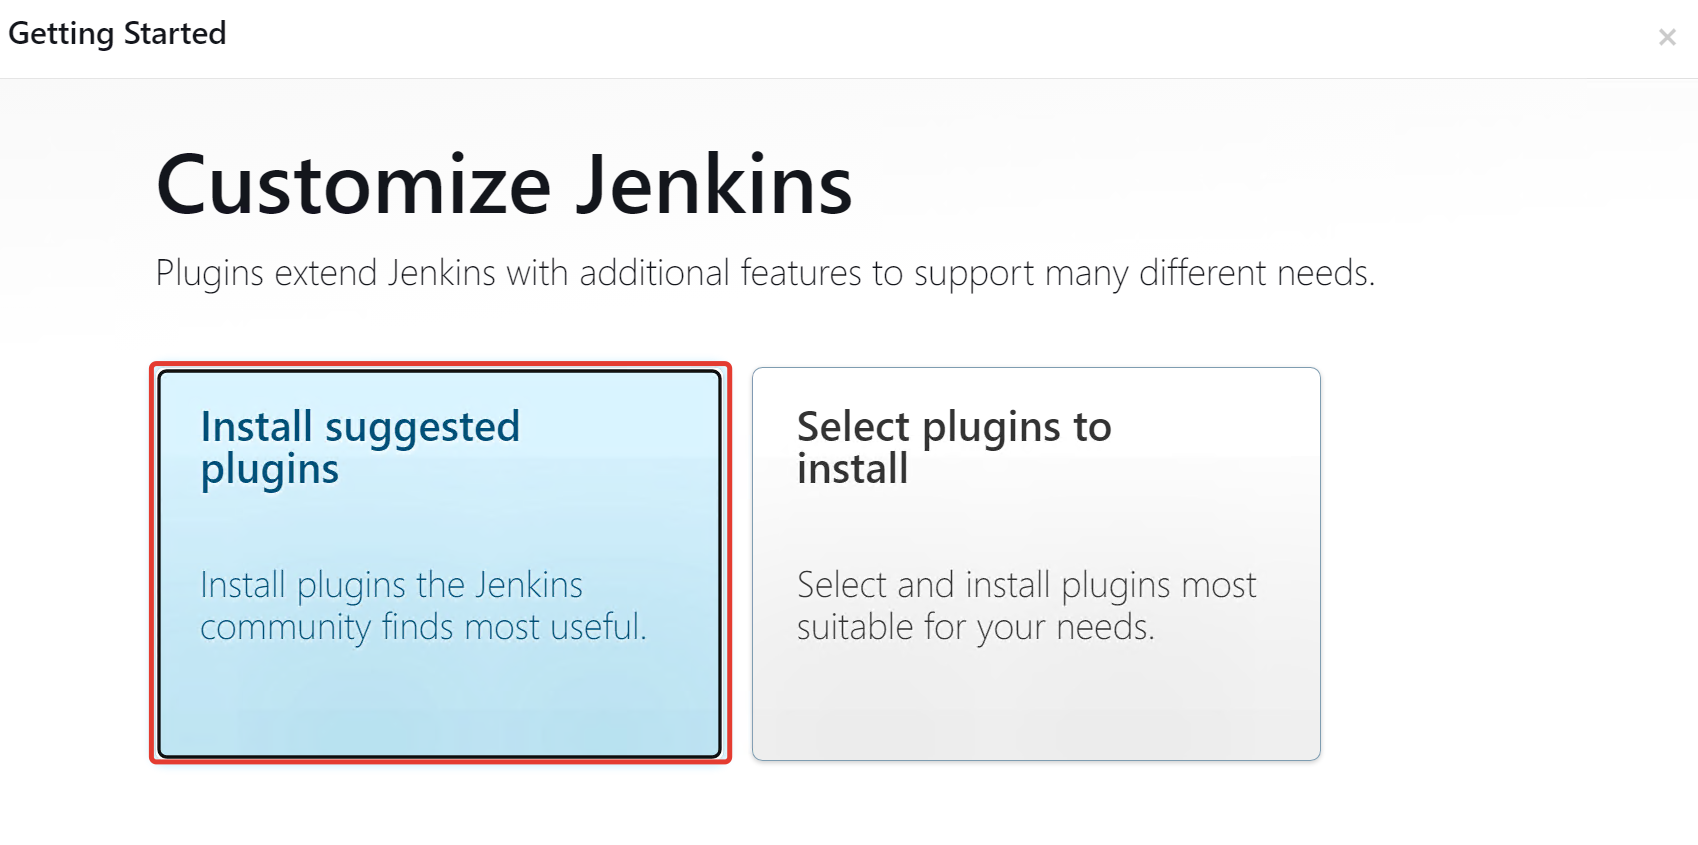 Getting Started
×
Customize Jenkins
Plugins extend Jenkins with additional features to support many different needs.
Install suggested
plugins
Install plugins the Jenkins
community finds most useful.
Select plugins to
install
Select and install plugins most
suitable for your needs.